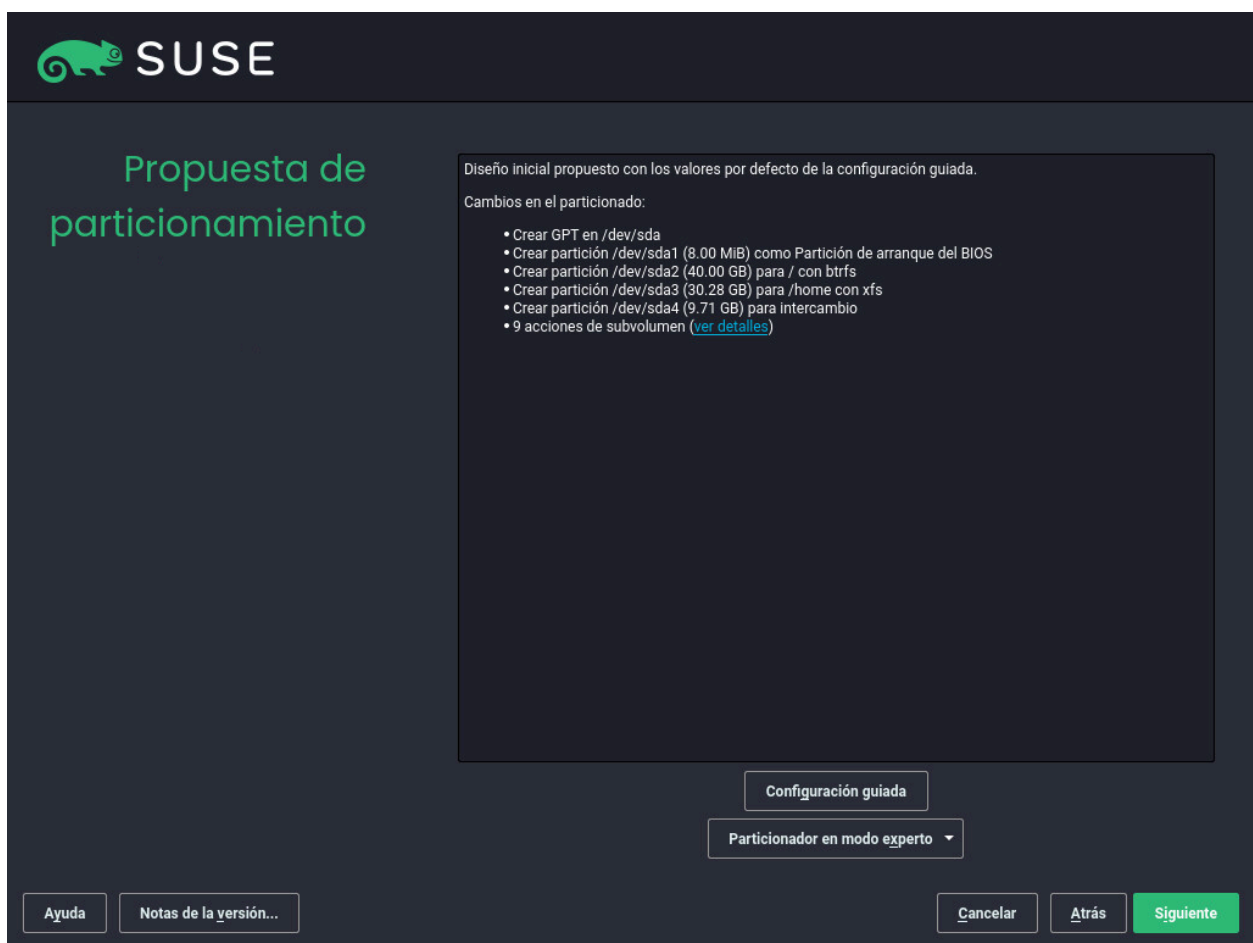 SUSE
Propuesta de
particionamiento
Diseño inicial propuesto con los valores por defecto de la configuración guiada.
Cambios en el particionado:
• Crear GPT en /dev/sda
• Crear partición /dev/sda1 (8.00 MiB) como Partición de arranque del BIOS
• Crear partición /dev/sda2 (40.00 GB) para / con btrfs
• Crear partición /dev/sda3 (30.28 GB) para /home con xfs
• Crear partición /dev/sda4 (9.71 GB) para intercambio
• 9 acciones de subvolumen (ver detalles)
Configuración guiada
Particionador en modo experto
Ayuda
Notas de la versión...
Cancelar
Atrás
Siguiente